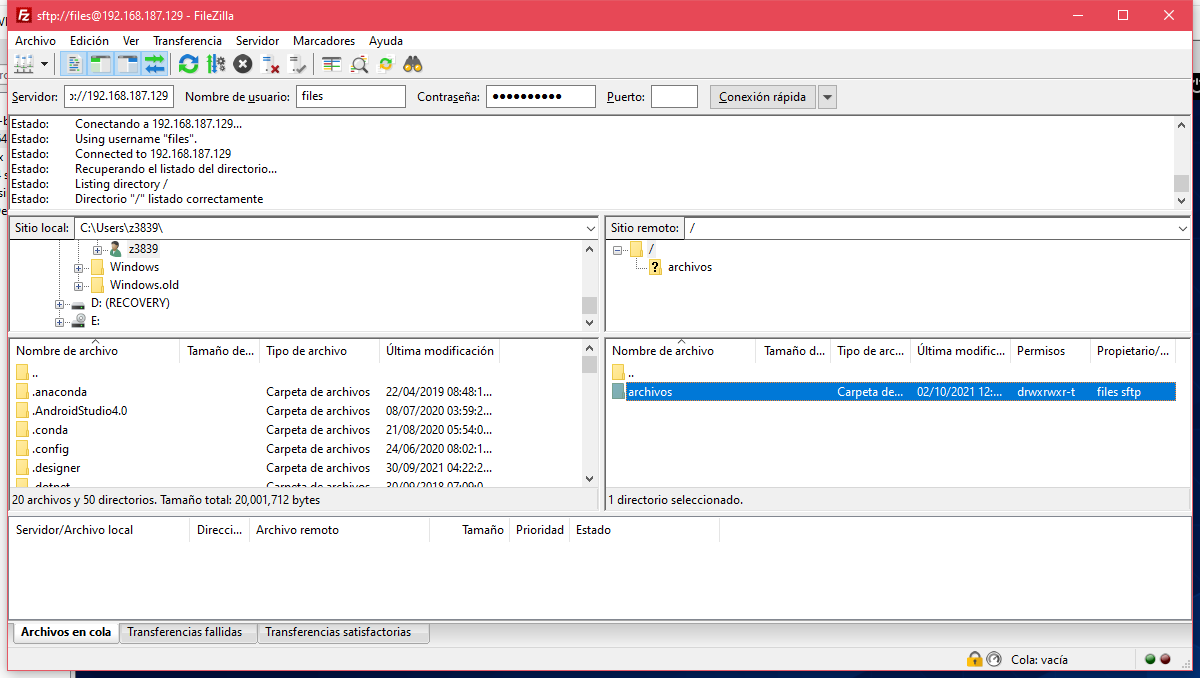 sftp://files@192.168.187.129 - FileZilla
Archivo Edición Ver Transferencia Servidor Marcadores Ayuda
Servidor: ɔ://192.168.187.129 Nombre de usuario: files Contraseña: ●●●●●●●●●● Puerto: Conexión rápida
Estado: Conectando a 192.168.187.129...
Estado: Using username "files".
Estado: Connected to 192.168.187.129
Estado: Recuperando el listado del directorio...
Estado: Listing directory /
Estado: Directorio "/" listado correctamente
Sitio local: C:\Users\z3839\
z3839
Windows
Windows.old
D: (RECOVERY)
E:
Sitio remoto: /
/
archivos
Nombre de archivo Tamaño de... Tipo de archivo Última modificación
..
.anaconda Carpeta de archivos 22/04/2019 08:48:1...
.AndroidStudio4.0 Carpeta de archivos 08/07/2020 03:59:2...
.conda Carpeta de archivos 21/08/2020 05:54:0...
.config Carpeta de archivos 24/06/2020 08:02:1...
.designer Carpeta de archivos 30/09/2021 04:22:2...
.dotnet Carpeta de archivos 30/09/2018 07:09:0...
20 archivos y 50 directorios. Tamaño total: 20,001,712 bytes
Nombre de archivo Tamaño d... Tipo de arc... Última modific... Permisos Propietario/...
..
archivos Carpeta de... 02/10/2021 12:... drwxrwxr-t files sftp
1 directorio seleccionado.
Servidor/Archivo local Direcci... Archivo remoto Tamaño Prioridad Estado
Archivos en cola Transferencias fallidas Transferencias satisfactorias
Cola: vacía